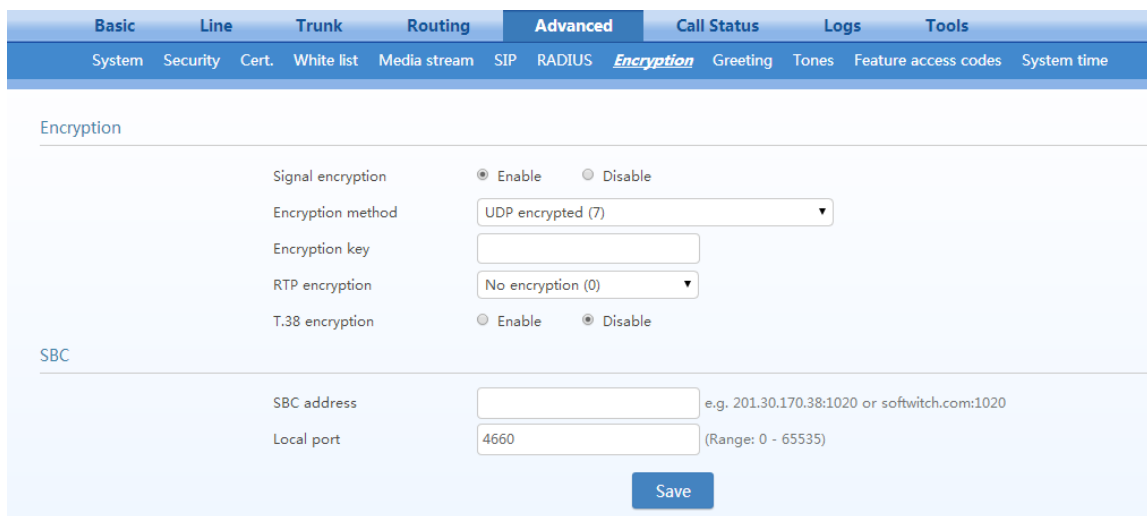 Basic Line Trunk Routing Advanced Call Status Logs Tools
System Security Cert. White list Media stream SIP RADIUS Encryption Greeting Tones Feature access codes System time
Encryption
Signal encryption Enable Disable
Encryption method UDP encrypted (7)
Encryption key
RTP encryption No encryption (0)
T.38 encryption Enable Disable
SBC
SBC address e.g. 201.30.170.38:1020 or softwitch.com:1020
Local port 4660 (Range: 0 - 65535)
Save